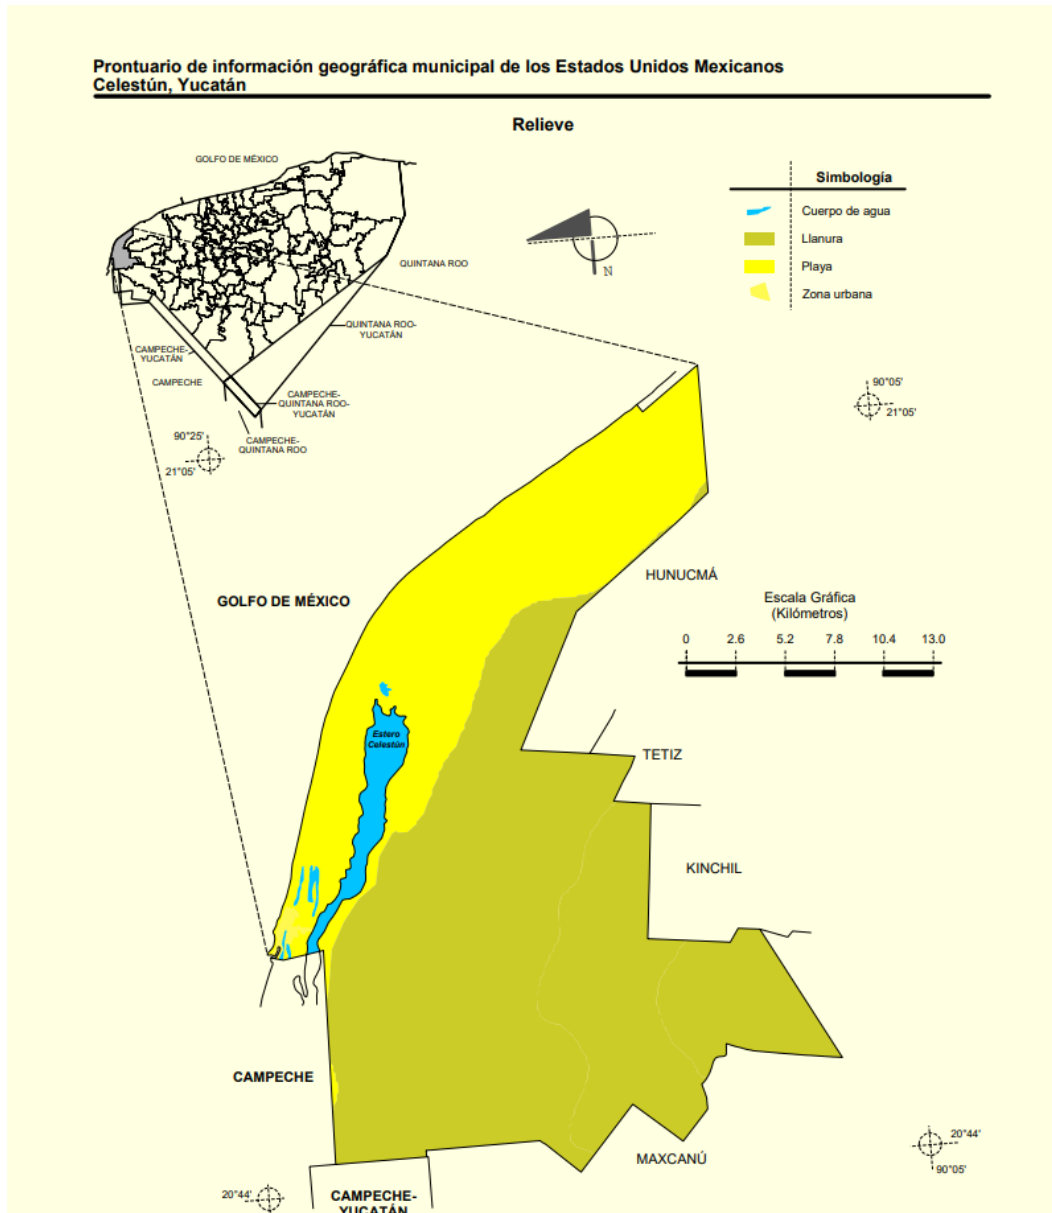 Prontuario de información geográfica municipal de los Estados Unidos Mexicanos
Celestún, Yucatán
Relieve
GOLFO DE MÉXICO
QUINTANA ROO
QUINTANA ROO-
YUCATÁN
CAMPECHE-
YUCATÁN
CAMPECHE
CAMPECHE-
QUINTANA ROO-
YUCATÁN
CAMPECHE-
QUINTANA ROO
N
Simbología
Cuerpo de agua
Llanura
Playa
Zona urbana
90°05'
21°05'
90°25'
21°05'
HUNUCMÁ
GOLFO DE MÉXICO
Escala Gráfica
(Kilómetros)
0 2.6 5.2 7.8 10.4 13.0
Estero
Celestún
TETIZ
KINCHIL
CAMPECHE
MAXCANÚ
20°44'
90°05'
20°44'
CAMPECHE-
YUCATÁN